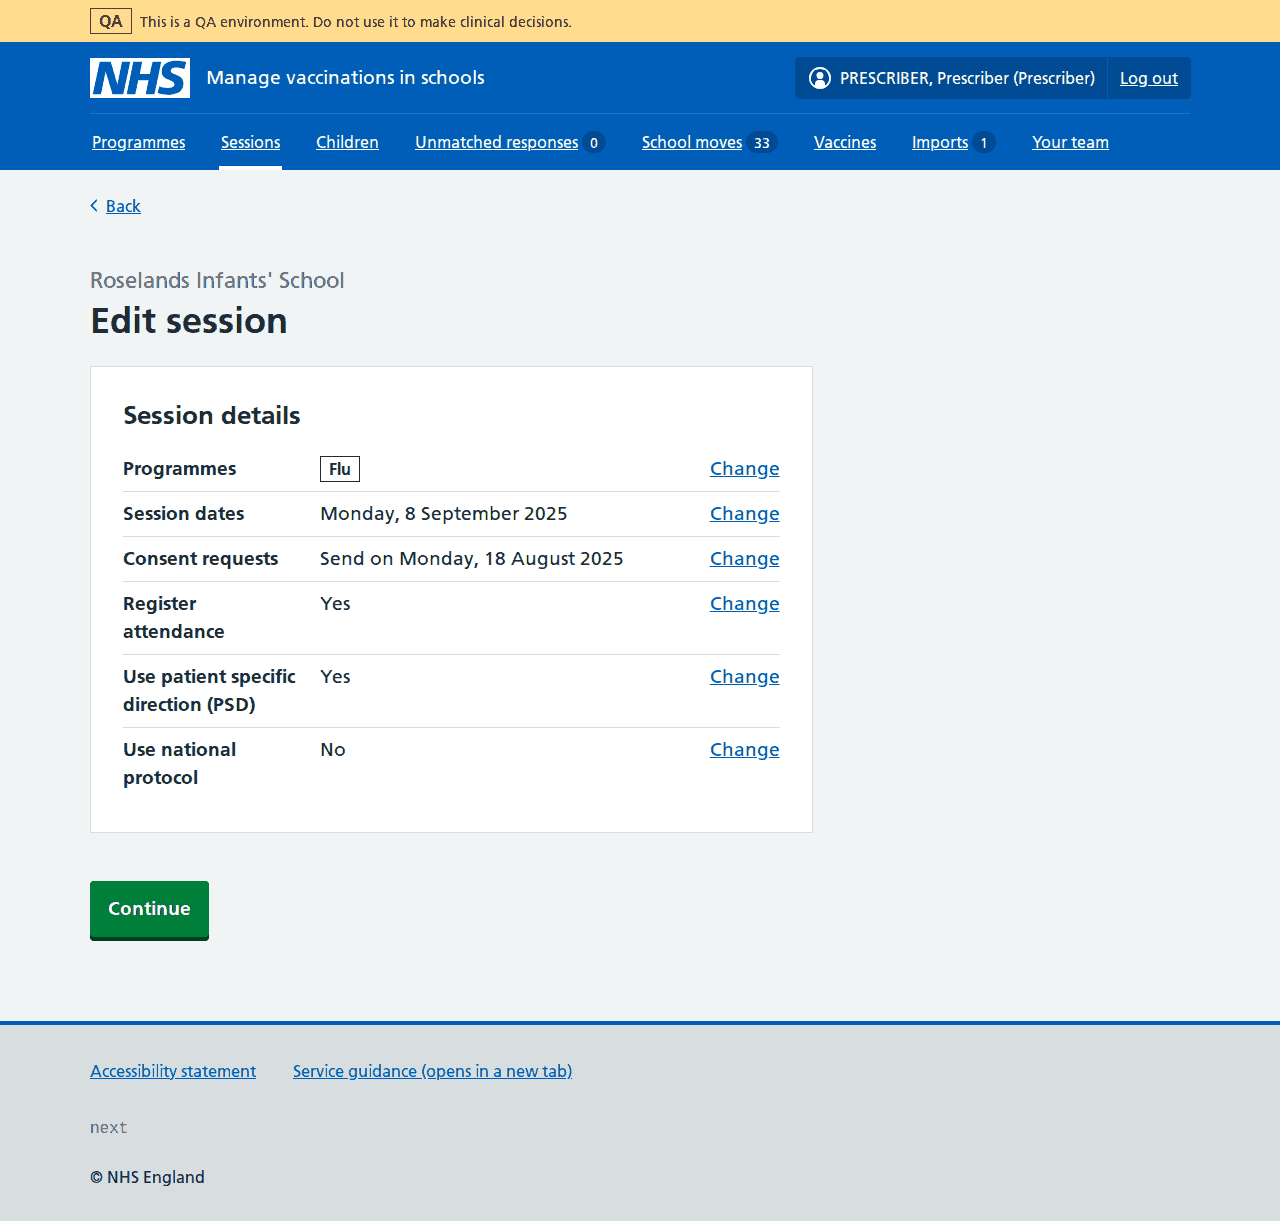 QA This is a QA environment. Do not use it to make clinical decisions.
NHS Manage vaccinations in schools PRESCRIBER, Prescriber (Prescriber) Log out
Programmes Sessions Children Unmatched responses 0 School moves 33 Vaccines Imports 1 Your team
Back
Roselands Infants' School
Edit session
Session details
Programmes Flu Change
Session dates Monday, 8 September 2025 Change
Consent requests Send on Monday, 18 August 2025 Change
Register Yes Change
attendance
Use patient specific Yes Change
direction (PSD)
Use national No Change
protocol
Continue
Accessibility statement Service guidance (opens in a new tab)
next
© NHS England